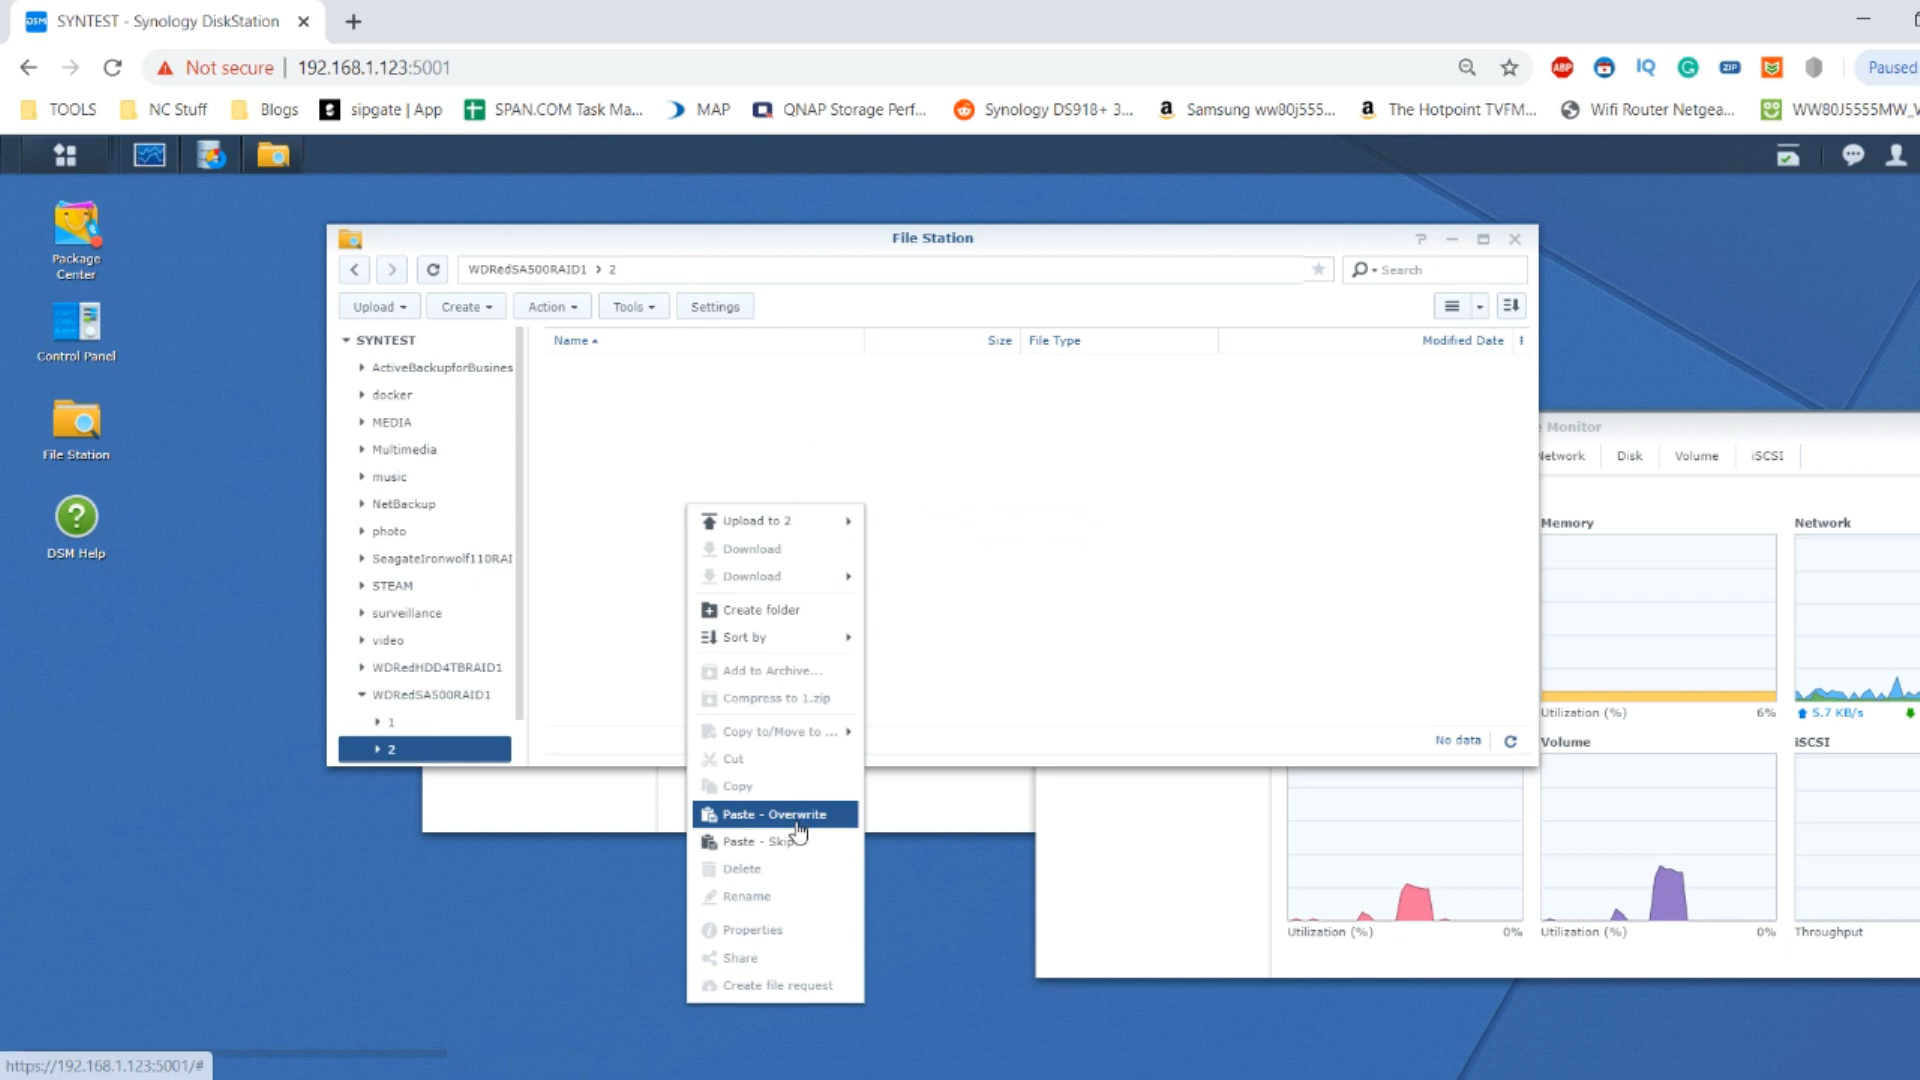 DSM SYNTEST - Synology DiskStation
Not secure | 192.168.1.123:5001
ABP
IQ
ZIP
Paused
TOOLS
NC Stuff
Blogs
sipgate | App
SPAN.COM Task Ma...
MAP
QNAP Storage Perf...
Synology DS918+ 3...
Samsung ww80j555...
The Hotpoint TVFM...
Wifi Router Netgea...
WW80J5555MW_V
Package
Center
Control Panel
File Station
DSM Help
File Station
WDRedSA500RAID1 > 2
Search
Upload
Create
Action
Tools
Settings
Name
Size
File Type
Modified Date
SYNTEST
ActiveBackupforBusines
docker
MEDIA
Multimedia
music
NetBackup
photo
SeagateIronwolf110RAI
STEAM
surveillance
video
WDRedHDD4TBRAID1
WDRedSA500RAID1
1
2
No data
Upload to 2
Download
Download
Create folder
Sort by
Add to Archive...
Compress to 1.zip
Copy to/Move to ...
Cut
Copy
Paste - Overwrite
Paste - Skip
Delete
Rename
Properties
Share
Create file request
e Monitor
Network
Disk
Volume
iSCSI
Memory
Network
Utilization (%)
6%
5.7 KB/s
Volume
iSCSI
Utilization (%)
0%
Utilization (%)
0%
Throughput
https://192.168.1.123:5001/#